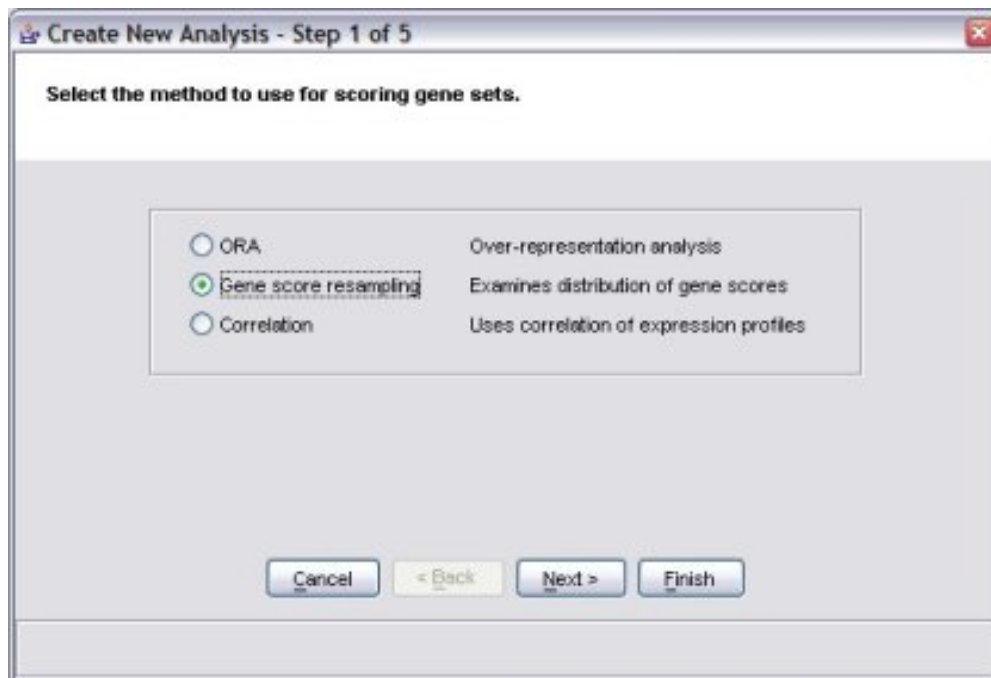 Create New Analysis - Step 1 of 5
Select the method to use for scoring gene sets.
ORA Over-representation analysis
Gene score resampling Examines distribution of gene scores
Correlation Uses correlation of expression profiles
Cancel < Back Next > Finish